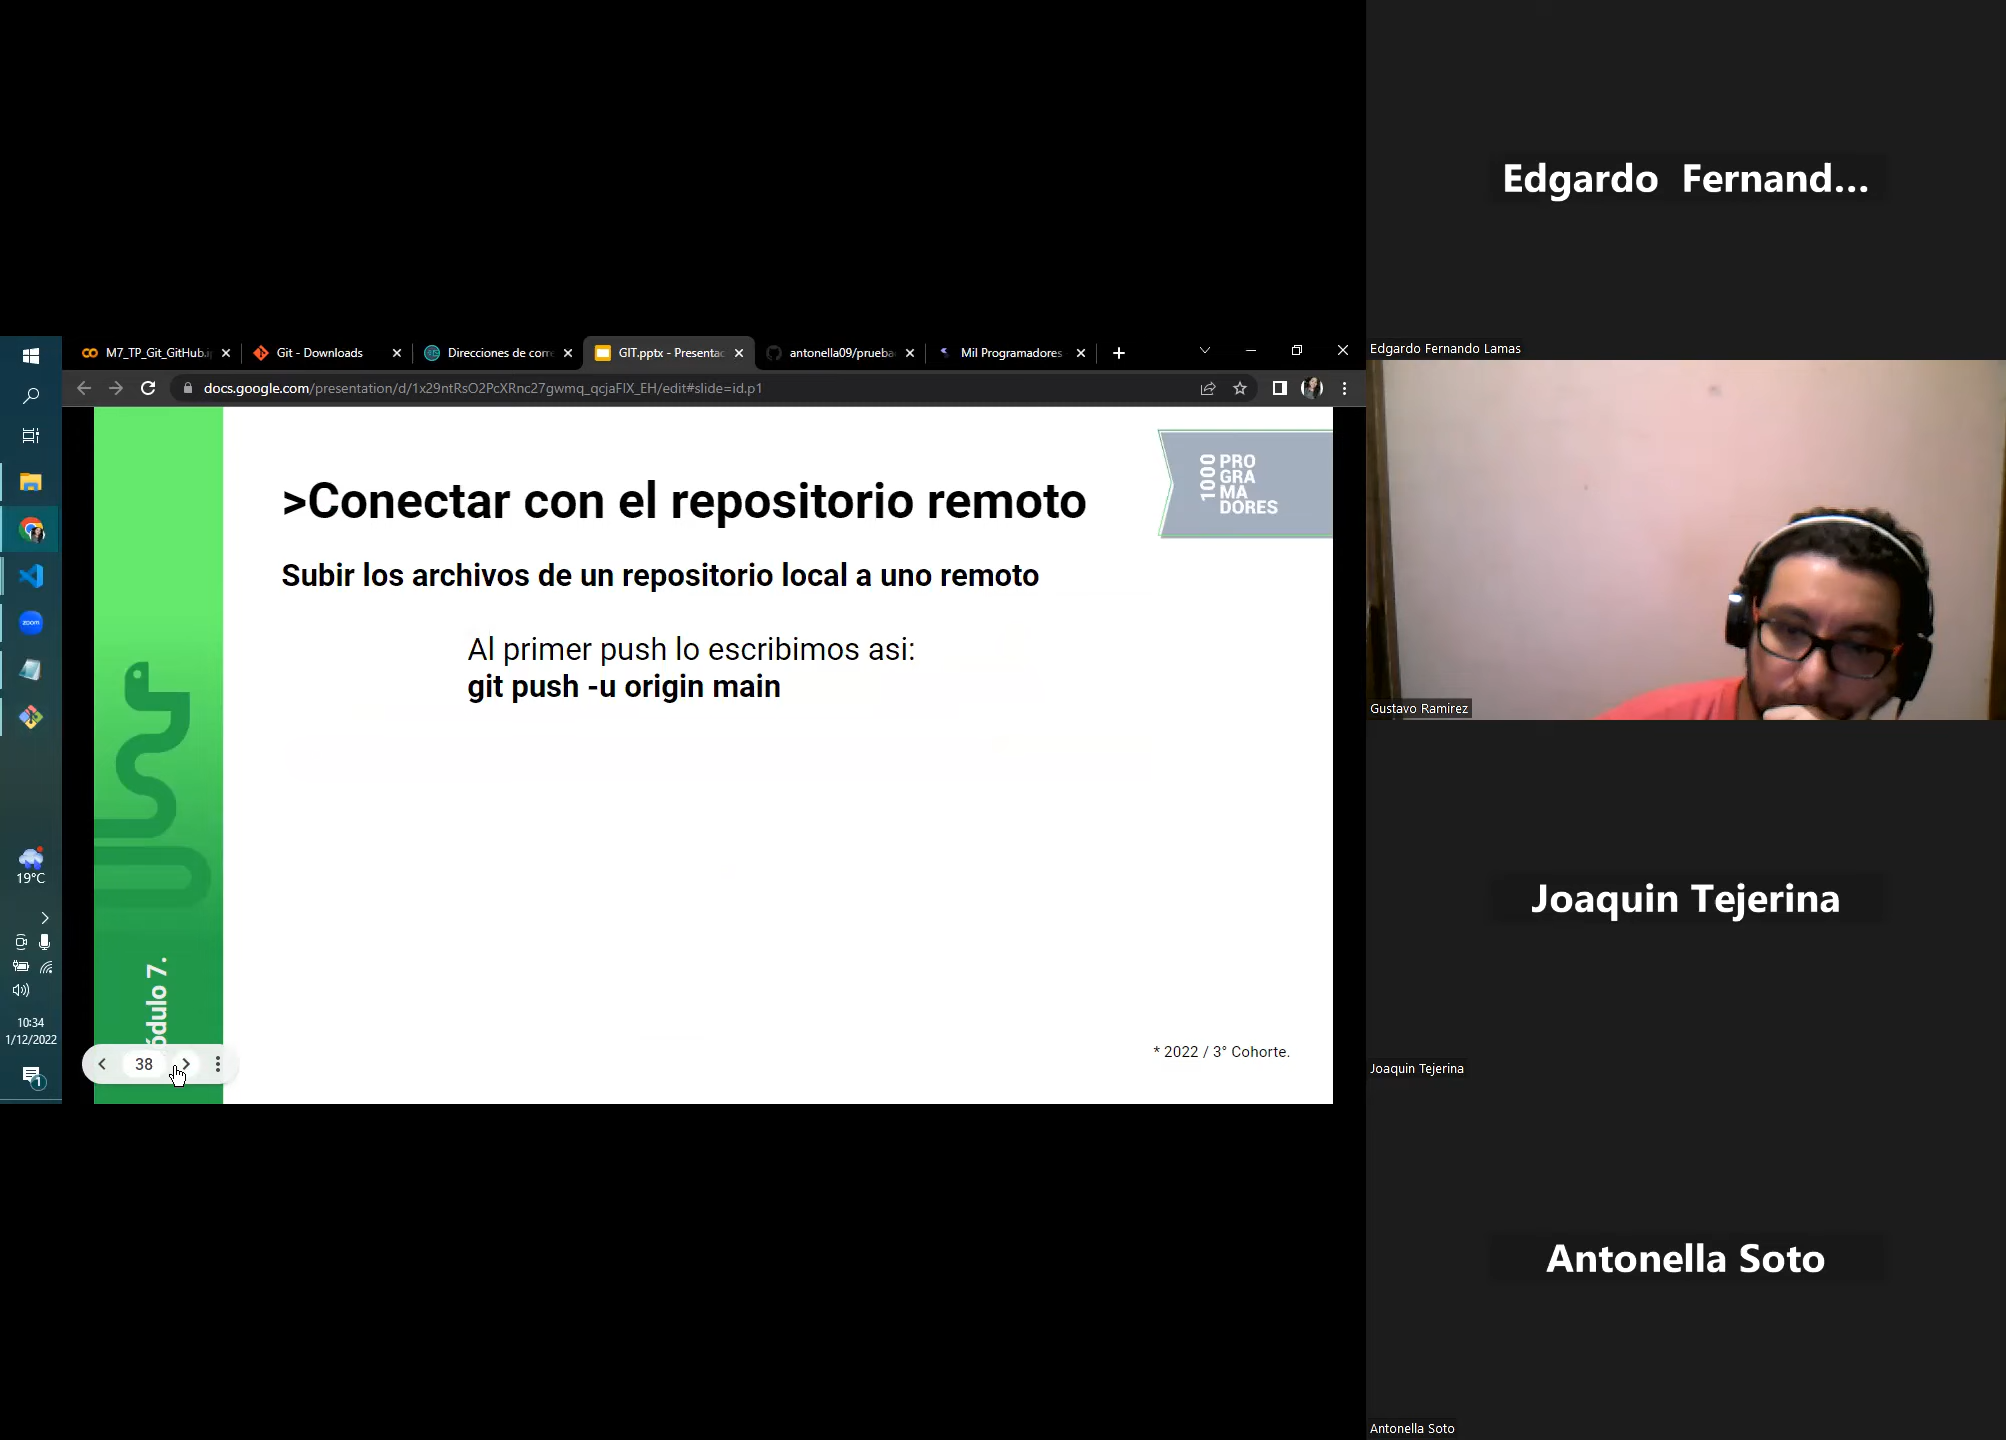 M7_TP_Git_GitHub.i
Git - Downloads
Direcciones de corre
GIT.pptx - Presentac
antonella09/prueba
Mil Programadores
docs.google.com/presentation/d/1x29ntRsO2PcXRnc27gwmq_qcjaFIX_EH/edit#slide=id.p1
>Conectar con el repositorio remoto
1000
PRO
GRA
MA
DORES
Subir los archivos de un repositorio local a uno remoto
Al primer push lo escribimos asi:
git push -u origin main
ódulo 7.
38
* 2022 / 3° Cohorte.
zoom
19°C
10:34
1/12/2022
1
Edgardo Fernand...
Edgardo Fernando Lamas
Gustavo Ramirez
Joaquin Tejerina
Joaquin Tejerina
Antonella Soto
Antonella Soto